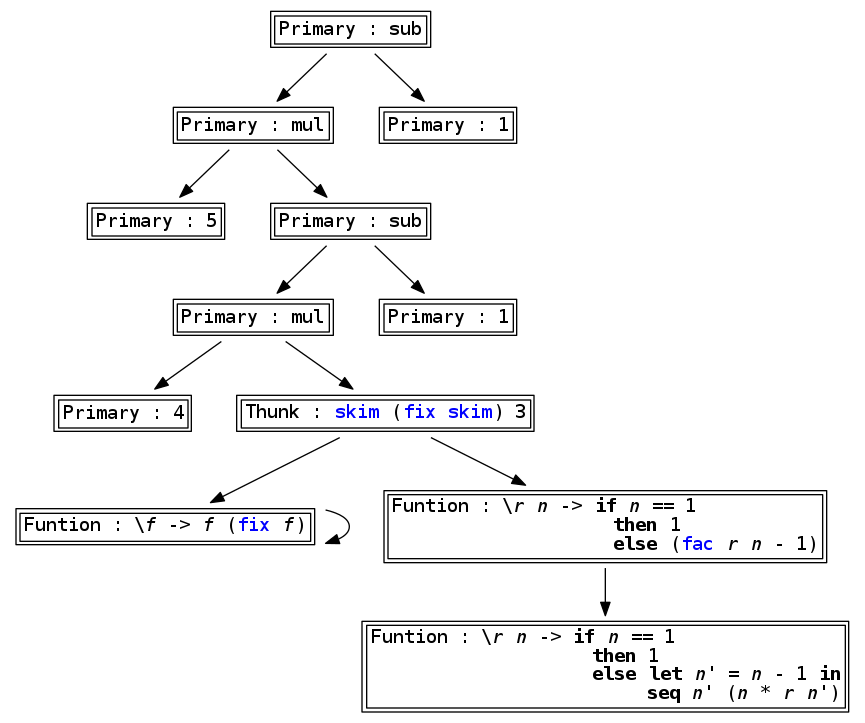 Primary : sub
Primary : mul
Primary : 1
Primary : 5
Primary : sub
Primary : mul
Primary : 1
Primary : 4
Thunk : skim (fix skim) 3
Funtion : \f -> f (fix f)
Funtion : \r n -> if n == 1
then 1
else (fac r n - 1)
Funtion : \r n -> if n == 1
then 1
else let n' = n - 1 in
seq n' (n * r n')